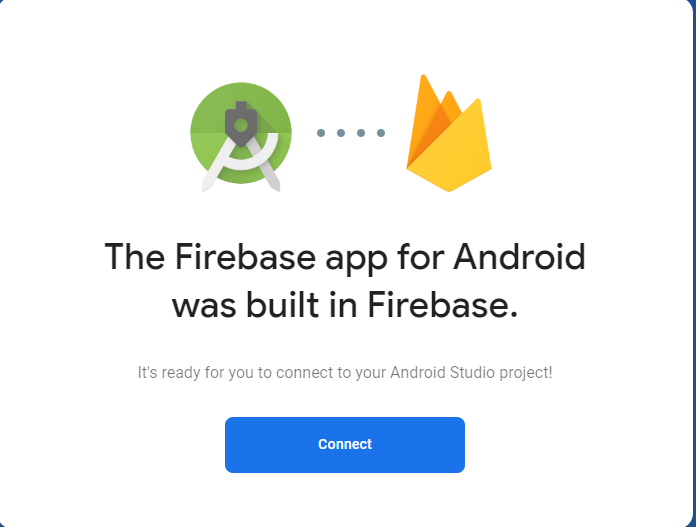 The Firebase app for Android
was built in Firebase.
It's ready for you to connect to your Android Studio project!
Connect